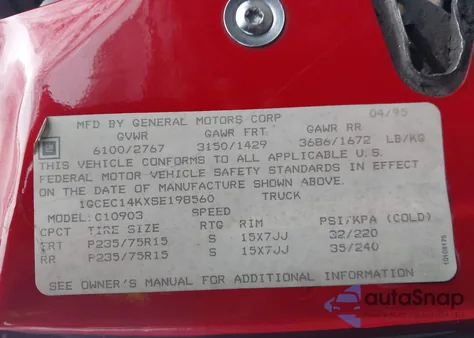 MFD BY GENERAL MOTORS CORP 04/95
GVWR GAWR FRT GAWR RR
GM 6100/2767 3150/1429 3686/1672 LB/KG
THIS VEHICLE CONFORMS TO ALL APPLICABLE U.S.
FEDERAL MOTOR VEHICLE SAFETY STANDARDS IN EFFECT
ON THE DATE OF MANUFACTURE SHOWN ABOVE.
1GCEC14KXSE198560 TRUCK
MODEL: C10903 SPEED
CPCT TIRE SIZE RTG RIM PSI/KPA (COLD)
FRT P235/75R15 S 15X7JJ 32/220
RR P235/75R15 S 15X7JJ 35/240
SEE OWNER'S MANUAL FOR ADDITIONAL INFORMATION
autoSnap